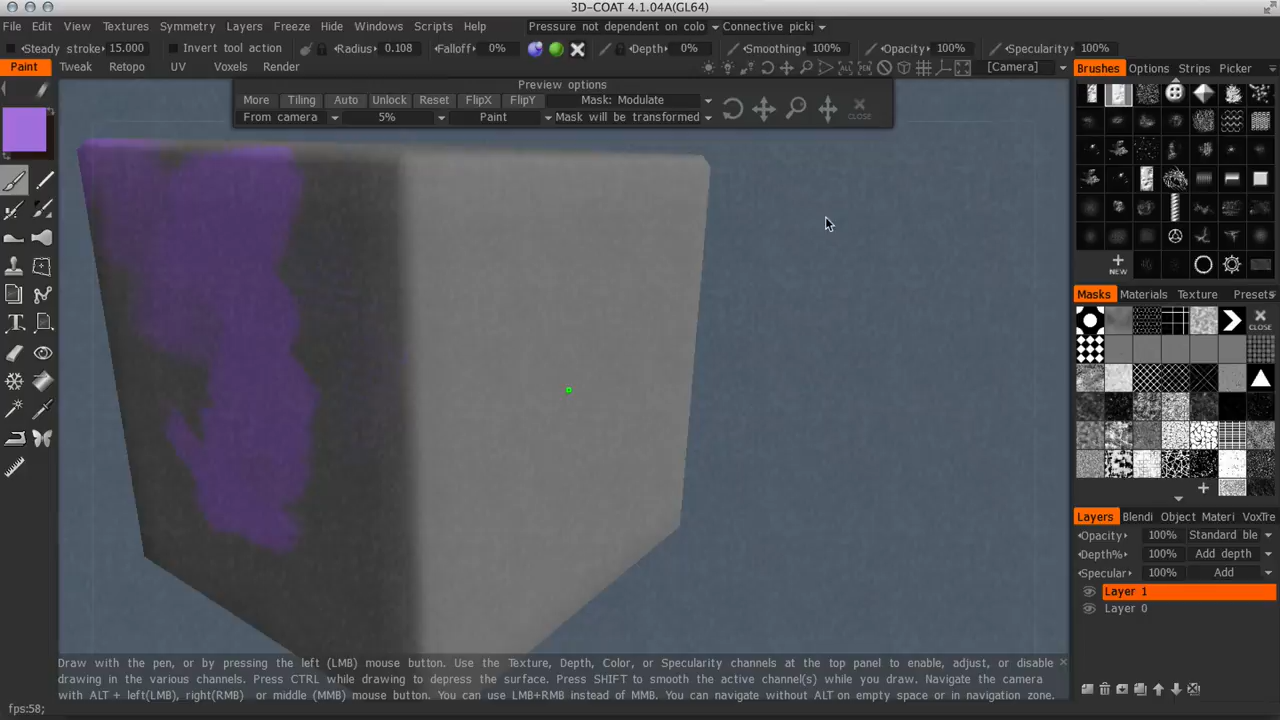 3D-COAT 4.1.04A(GL64)
File Edit View Textures Symmetry Layers Freeze Hide Windows Scripts Help Pressure not dependent on colo Connective picki
Steady stroke 15.000 Invert tool action Radius 0.108 Falloff 0% Depth 0% Smoothing 100% Opacity 100% Specularity 100%
Paint Tweak Retopo UV Voxels Render [Camera] Brushes Options Strips Picker
Preview options
More Tiling Auto Unlock Reset FlipX FlipY Mask: Modulate
From camera 5% Paint Mask will be transformed CLOSE
NEW
Masks Materials Texture Presets
CLOSE
Layers Blendi Object Materi VoxTre
Opacity 100% Standard ble
Depth% 100% Add depth
Specular 100% Add
Layer 1
Layer 0
Draw with the pen, or by pressing the left (LMB) mouse button. Use the Texture, Depth, Color, or Specularity channels at the top panel to enable, adjust, or disable
drawing in the various channels. Press CTRL while drawing to depress the surface. Press SHIFT to smooth the active channel(s) while you draw. Navigate the camera
with ALT + left(LMB), right(RMB) or middle (MMB) mouse button. You can use LMB+RMB instead of MMB. You can navigate without ALT on empty space or in navigation zone.
fps:58;